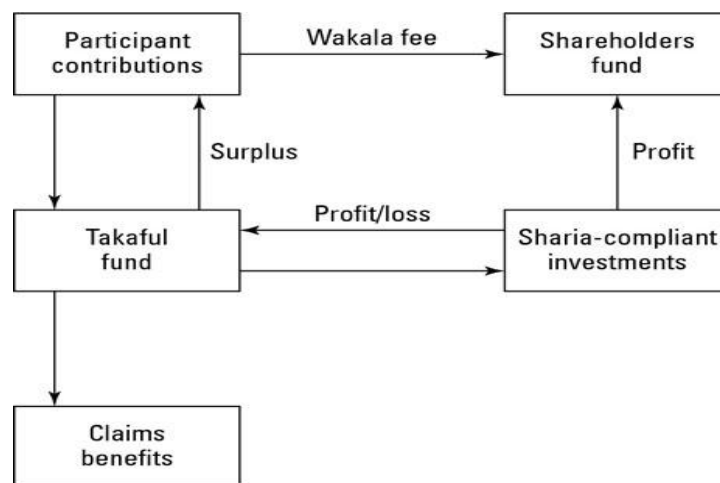 Participant
contributions
Wakala fee
Shareholders
fund
Surplus
Profit
Takaful
fund
Profit/loss
Sharia-compliant
investments
Claims
benefits